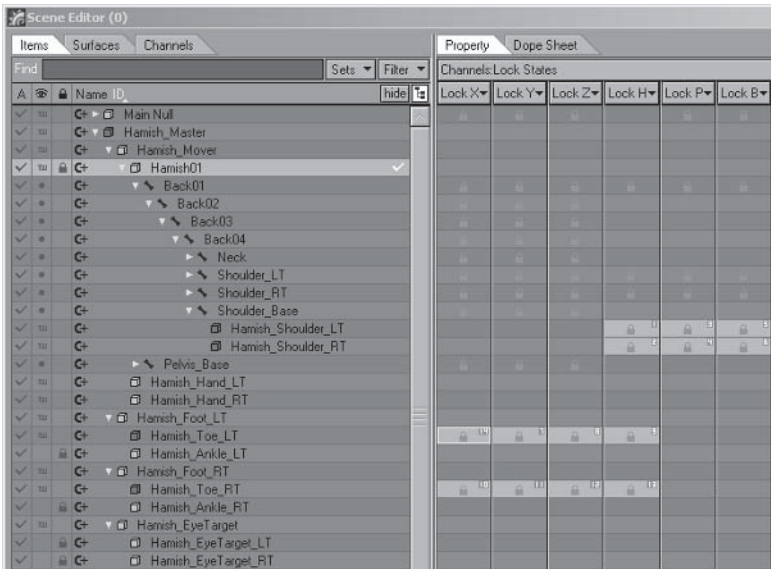 Scene Editor (0)
Items Surfaces Channels Property Dope Sheet
Find Sets Filter Channels:Lock States
A Name ID hide Lock X Lock Y Lock Z Lock H Lock P Lock B
C+ Main Null
C+ Hamish_Master
C+ Hamish_Mover
C+ Hamish01
C+ Back01
C+ Back02
C+ Back03
C+ Back04
C+ Neck
C+ Shoulder_LT
C+ Shoulder_RT
C+ Shoulder_Base
C+ Hamish_Shoulder_LT
C+ Hamish_Shoulder_RT
C+ Pelvis_Base
C+ Hamish_Hand_LT
C+ Hamish_Hand_RT
C+ Hamish_Foot_LT
C+ Hamish_Toe_LT
C+ Hamish_Ankle_LT
C+ Hamish_Foot_RT
C+ Hamish_Toe_RT
C+ Hamish_Ankle_RT
C+ Hamish_EyeTarget
C+ Hamish_EyeTarget_LT
C+ Hamish_EyeTarget_RT